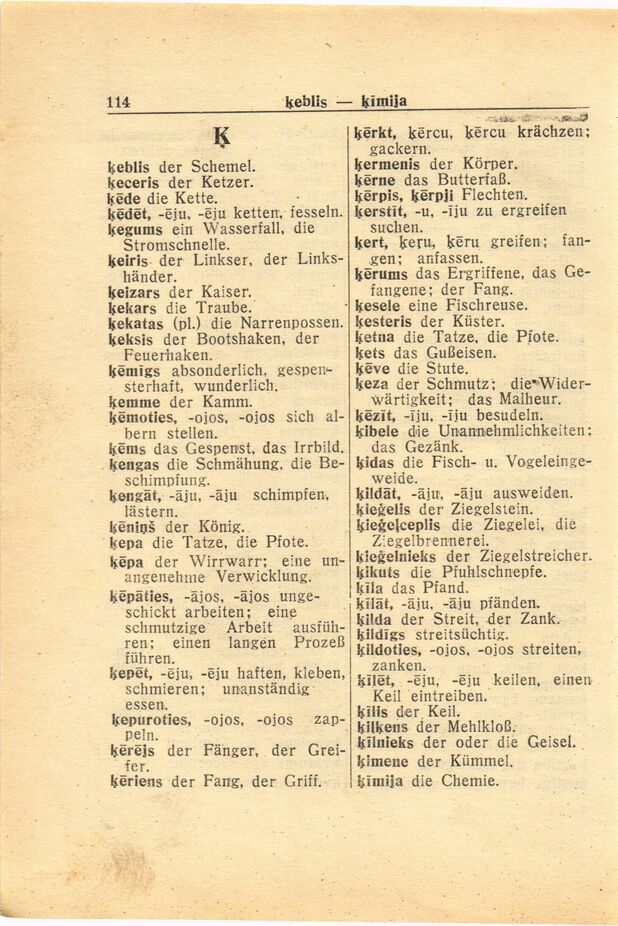 114 ķeblis — ķīmija
Ķ
ķeblis der Schemel.
ķeceris der Ketzer.
ķēde die Kette.
ķēdēt, -ēju, -ēju ketten, fesseln.
ķegums ein Wasserfall, die
Stromschnelle.
ķeiris der Linkser, der Links-
händer.
ķeizars der Kaiser.
ķekars die Traube.
ķekatas (pl.) die Narrenpossen.
ķeksis der Bootshaken, der
Feuerhaken.
ķēmīgs absonderlich, gespen-
sterhaft, wunderlich.
ķemme der Kamm.
ķēmoties, -ojos, -ojos sich al-
bern stellen.
ķēms das Gespenst, das Irrbild.
ķengas die Schmähung, die Be-
schimpfung.
ķengāt, -āju, -āju schimpfen,
lästern.
ķēniņš der König.
ķepa die Tatze, die Pfote.
ķēpa der Wirrwarr; eine un-
angenehme Verwicklung.
ķēpāties, -ājos, -ājos unge-
schickt arbeiten; eine
schmutzige Arbeit ausfüh-
ren; einen langen Prozeß
führen.
ķepēt, -ēju, -ēju haften, kleben,
schmieren; unanständig
essen.
ķepuroties, -ojos, -ojos zap-
peln.
ķērējs der Fänger, der Grei-
fer.
ķēriens der Fang, der Griff.
ķērkt, ķērcu, ķērcu krächzen;
gackern.
ķermenis der Körper.
ķērne das Butterfaß.
ķērpis, ķērpji Flechten.
ķerstīt, -u, -īju zu ergreifen
suchen.
ķert, ķeŗu, ķēru greifen; fan-
gen; anfassen.
ķērums das Ergriffene, das Ge-
fangene; der Fang.
ķesele eine Fischreuse.
ķesteris der Küster.
ķetna die Tatze, die Pfote.
ķets das Gußeisen.
ķēve die Stute.
ķeza der Schmutz; die Wider-
wärtigkeit; das Malheur.
ķēzīt, -īju, -īju besudeln.
ķibele die Unannehmlichkeiten;
das Gezänk.
ķidas die Fisch- u. Vogeleinge-
weide.
ķildāt, -āju, -āju ausweiden.
ķieģelis der Ziegelstein.
ķieģeļceplis die Ziegelei, die
Ziegelbrennerei.
ķieģelnieks der Ziegelstreicher.
ķikuts die Pfuhlschnepfe.
ķīla das Pfand.
ķīlāt, -āju, -āju pfänden.
ķilda der Streit, der Zank.
ķildīgs streitsüchtig.
ķildoties, -ojos, -ojos streiten,
zanken.
ķīlēt, -ēju, -ēju keilen, einen
Keil eintreiben.
ķīlis der Keil.
ķilķens der Mehlkloß.
ķīlnieks der oder die Geisel.
ķimene der Kümmel.
ķīmija die Chemie.